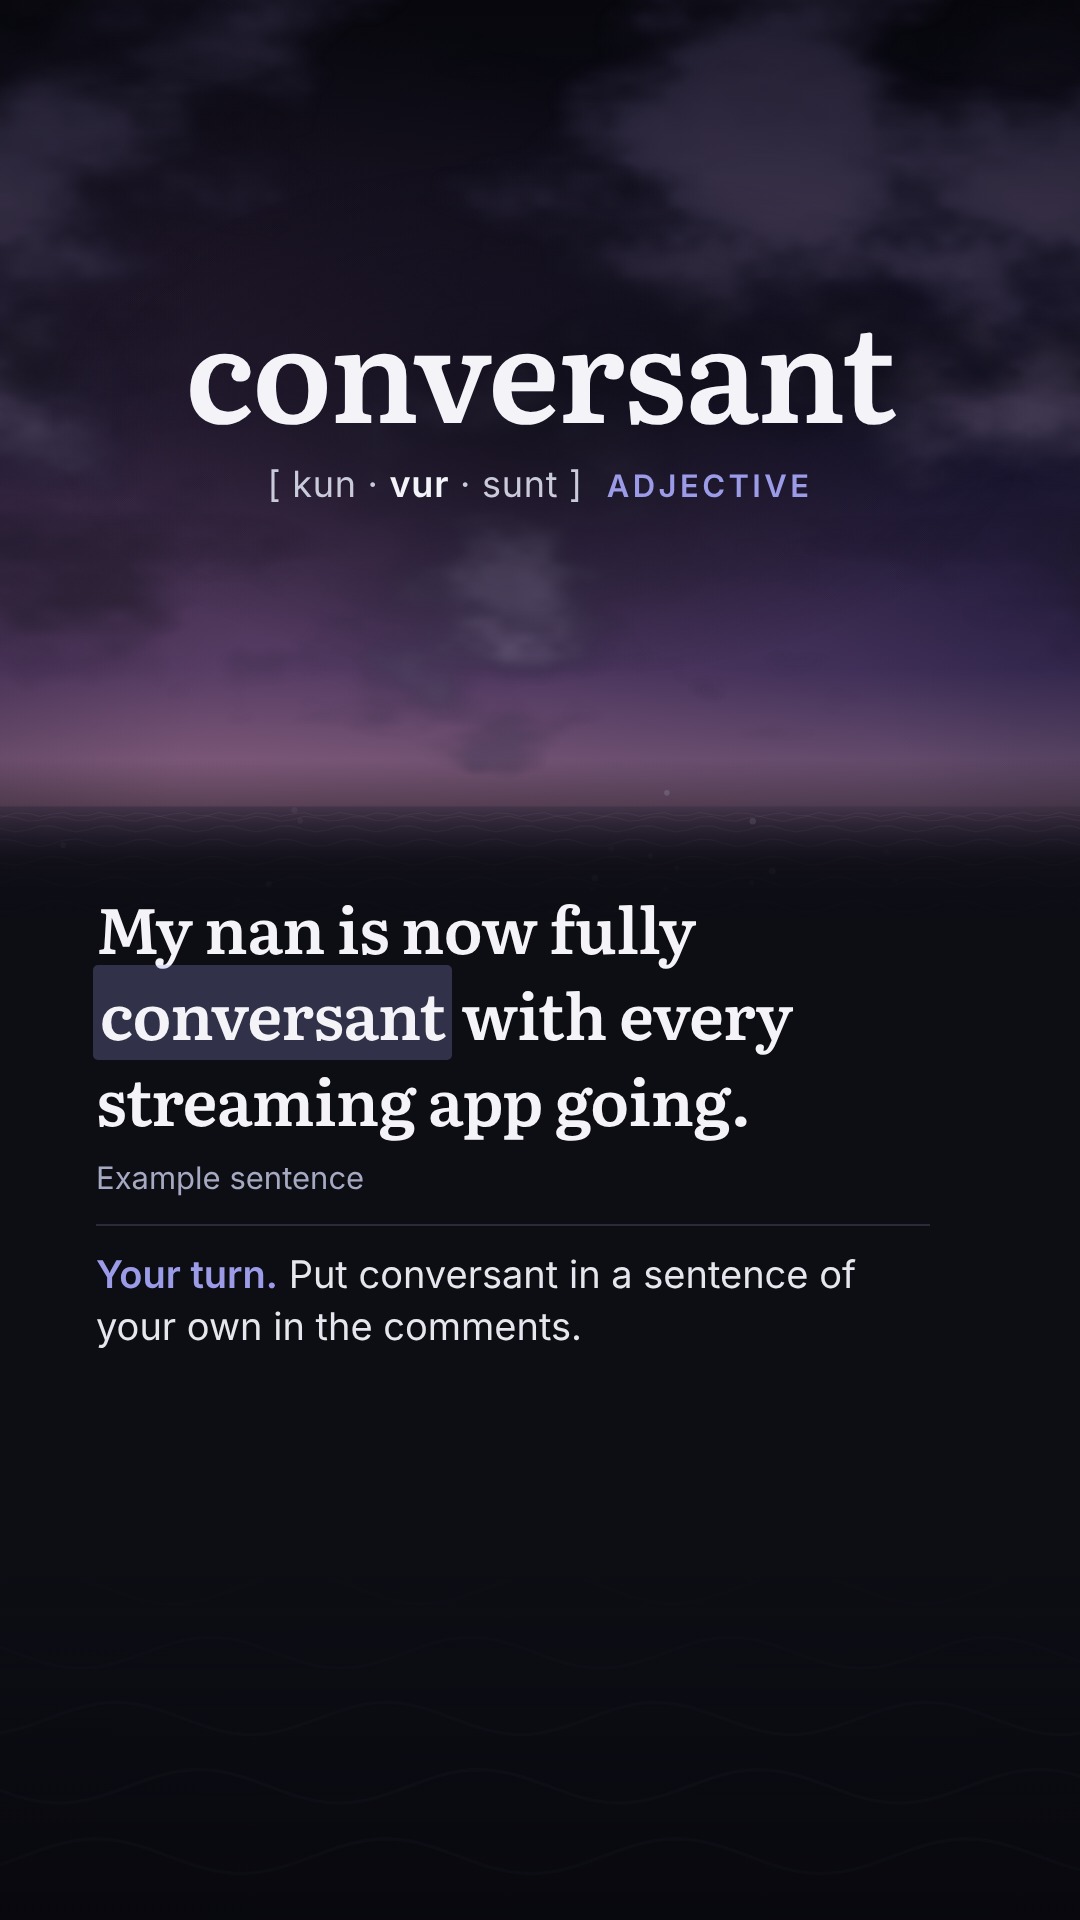 conversant
[ kun · vur · sunt ] ADJECTIVE
My nan is now fully
conversant with every
streaming app going.
Example sentence
Your turn. Put conversant in a sentence of
your own in the comments.